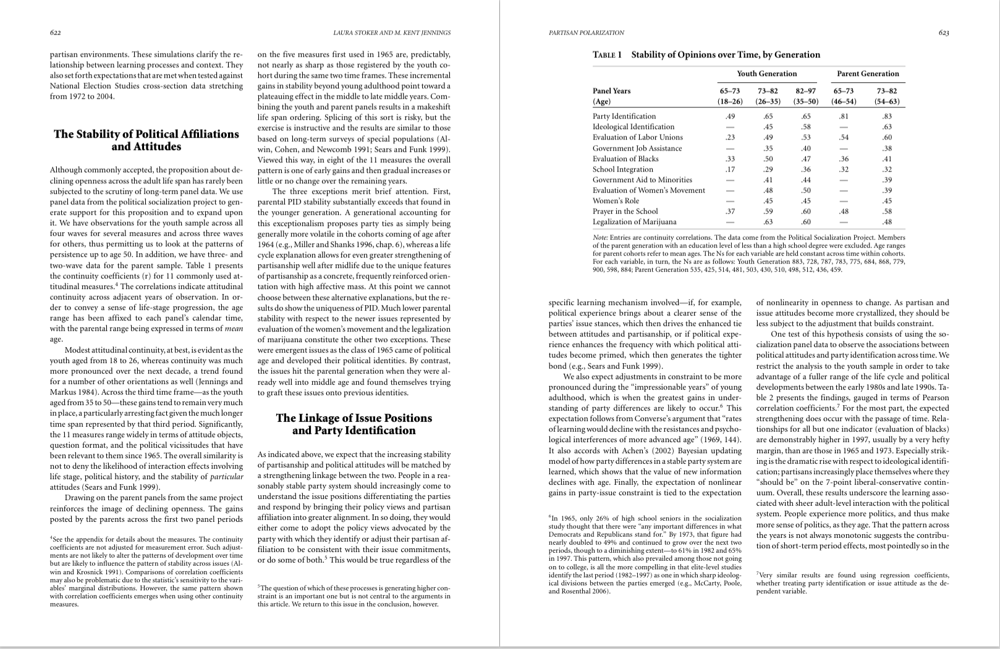 622
LAURA STOKER AND M. KENT JENNINGS
partisan environments. These simulations clarify the re-
lationship between learning processes and context. They
also set forth expectations that are met when tested against
National Election Studies cross-section data stretching
from 1972 to 2004.
The Stability of Political Affiliations
and Attitudes
Although commonly accepted, the proposition about de-
clining openness across the adult life span has rarely been
subjected to the scrutiny of long-term panel data. We use
panel data from the political socialization project to gen-
erate support for this proposition and to expand upon
it. We have observations for the youth sample across all
four waves for several measures and across three waves
for others, thus permitting us to look at the patterns of
persistence up to age 50. In addition, we have three- and
two-wave data for the parent sample. Table 1 presents
the continuity coefficients (r) for 11 commonly used at-
titudinal measures.4 The correlations indicate attitudinal
continuity across adjacent years of observation. In or-
der to convey a sense of life-stage progression, the age
range has been affixed to each panel's calendar time,
with the parental range being expressed in terms of mean
age.
Modest attitudinal continuity, at best, is evident as the
youth aged from 18 to 26, whereas continuity was much
more pronounced over the next decade, a trend found
for a number of other orientations as well (Jennings and
Markus 1984). Across the third time frame—as the youth
aged from 35 to 50—these gains tend to remain very much
in place, a particularly arresting fact given the much longer
time span represented by that third period. Significantly,
the 11 measures range widely in terms of attitude objects,
question format, and the political vicissitudes that have
been relevant to them since 1965. The overall similarity is
not to deny the likelihood of interaction effects involving
life stage, political history, and the stability of particular
attitudes (Sears and Funk 1999).
Drawing on the parent panels from the same project
reinforces the image of declining openness. The gains
posted by the parents across the first two panel periods
4See the appendix for details about the measures. The continuity
coefficients are not adjusted for measurement error. Such adjust-
ments are not likely to alter the patterns of development over time
but are likely to influence the pattern of stability across issues (Al-
win and Krosnick 1991). Comparisons of correlation coefficients
may also be problematic due to the statistic's sensitivity to the vari-
ables' marginal distributions. However, the same pattern shown
with correlation coefficients emerges when using other continuity
measures.
on the five measures first used in 1965 are, predictably,
not nearly as sharp as those registered by the youth co-
hort during the same two time frames. These incremental
gains in stability beyond young adulthood point toward a
plateauing effect in the middle to late middle years. Com-
bining the youth and parent panels results in a makeshift
life span ordering. Splicing of this sort is risky, but the
exercise is instructive and the results are similar to those
based on long-term surveys of special populations (Al-
win, Cohen, and Newcomb 1991; Sears and Funk 1999).
Viewed this way, in eight of the 11 measures the overall
pattern is one of early gains and then gradual increases or
little or no change over the remaining years.
The three exceptions merit brief attention. First,
parental PID stability substantially exceeds that found in
the younger generation. A generational accounting for
this exceptionalism proposes party ties as simply being
generally more volatile in the cohorts coming of age after
1964 (e.g., Miller and Shanks 1996, chap. 6), whereas a life
cycle explanation allows for even greater strengthening of
partisanship well after midlife due to the unique features
of partisanship as a concrete, frequently reinforced orien-
tation with high affective mass. At this point we cannot
choose between these alternative explanations, but the re-
sults do show the uniqueness of PID. Much lower parental
stability with respect to the newer issues represented by
evaluation of the women's movement and the legalization
of marijuana constitute the other two exceptions. These
were emergent issues as the class of 1965 came of political
age and developed their political identities. By contrast,
the issues hit the parental generation when they were al-
ready well into middle age and found themselves trying
to graft these issues onto previous identities.
The Linkage of Issue Positions
and Party Identification
As indicated above, we expect that the increasing stability
of partisanship and political attitudes will be matched by
a strengthening linkage between the two. People in a rea-
sonably stable party system should increasingly come to
understand the issue positions differentiating the parties
and respond by bringing their policy views and partisan
affiliation into greater alignment. In so doing, they would
either come to adopt the policy views advocated by the
party with which they identify or adjust their partisan af-
filiation to be consistent with their issue commitments,
or do some of both.5 This would be true regardless of the
5The question of which of these processes is generating higher con-
straint is an important one but is not central to the arguments in
this article. We return to this issue in the conclusion, however.
PARTISAN POLARIZATION
623
TABLE 1 Stability of Opinions over Time, by Generation
Youth Generation Parent Generation
Panel Years 65–73 73–82 82–97 65–73 73–82
(Age) (18–26) (26–35) (35–50) (46–54) (54–63)
Party Identification .49 .65 .65 .81 .83
Ideological Identification — .45 .58 — .63
Evaluation of Labor Unions .23 .49 .53 .54 .60
Government Job Assistance — .35 .40 — .38
Evaluation of Blacks .33 .50 .47 .36 .41
School Integration .17 .29 .36 .32 .32
Government Aid to Minorities — .41 .44 — .39
Evaluation of Women's Movement — .48 .50 — .39
Women's Role — .45 .45 — .45
Prayer in the School .37 .59 .60 .48 .58
Legalization of Marijuana — .63 .60 — .48
Note: Entries are continuity correlations. The data come from the Political Socialization Project. Members
of the parent generation with an education level of less than a high school degree were excluded. Age ranges
for parent cohorts refer to mean ages. The Ns for each variable are held constant across time within cohorts.
For each variable, in turn, the Ns are as follows: Youth Generation 883, 728, 787, 783, 775, 684, 868, 779,
900, 598, 884; Parent Generation 535, 425, 514, 481, 503, 430, 510, 498, 512, 436, 459.
specific learning mechanism involved—if, for example,
political experience brings about a clearer sense of the
parties' issue stances, which then drives the enhanced tie
between attitudes and partisanship, or if political expe-
rience enhances the frequency with which political atti-
tudes become primed, which then generates the tighter
bond (e.g., Sears and Funk 1999).
We also expect adjustments in constraint to be more
pronounced during the “impressionable years” of young
adulthood, which is when the greatest gains in under-
standing of party differences are likely to occur.6 This
expectation follows from Converse's argument that “rates
of learning would decline with the resistances and psycho-
logical interferences of more advanced age” (1969, 144).
It also accords with Achen's (2002) Bayesian updating
model of how party differences in a stable party system are
learned, which shows that the value of new information
declines with age. Finally, the expectation of nonlinear
gains in party-issue constraint is tied to the expectation
6In 1965, only 26% of high school seniors in the socialization
study thought that there were “any important differences in what
Democrats and Republicans stand for.” By 1973, that figure had
nearly doubled to 49% and continued to grow over the next two
periods, though to a diminishing extent—to 61% in 1982 and 65%
in 1997. This pattern, which also prevailed among those not going
on to college, is all the more compelling in that elite-level studies
identify the last period (1982–1997) as one in which sharp ideolog-
ical divisions between the parties emerged (e.g., McCarty, Poole,
and Rosenthal 2006).
of nonlinearity in openness to change. As partisan and
issue attitudes become more crystallized, they should be
less subject to the adjustment that builds constraint.
One test of this hypothesis consists of using the so-
cialization panel data to observe the associations between
political attitudes and party identification across time. We
restrict the analysis to the youth sample in order to take
advantage of a fuller range of the life cycle and political
developments between the early 1980s and late 1990s. Ta-
ble 2 presents the findings, gauged in terms of Pearson
correlation coefficients.7 For the most part, the expected
strengthening does occur with the passage of time. Rela-
tionships for all but one indicator (evaluation of blacks)
are demonstrably higher in 1997, usually by a very hefty
margin, than are those in 1965 and 1973. Especially strik-
ing is the dramatic rise with respect to ideological identifi-
cation; partisans increasingly place themselves where they
“should be” on the 7-point liberal-conservative contin-
uum. Overall, these results underscore the learning asso-
ciated with sheer adult-level interaction with the political
system. People experience more politics, and thus make
more sense of politics, as they age. That the pattern across
the years is not always monotonic suggests the contribu-
tion of short-term period effects, most pointedly so in the
7Very similar results are found using regression coefficients,
whether treating party identification or issue attitude as the de-
pendent variable.